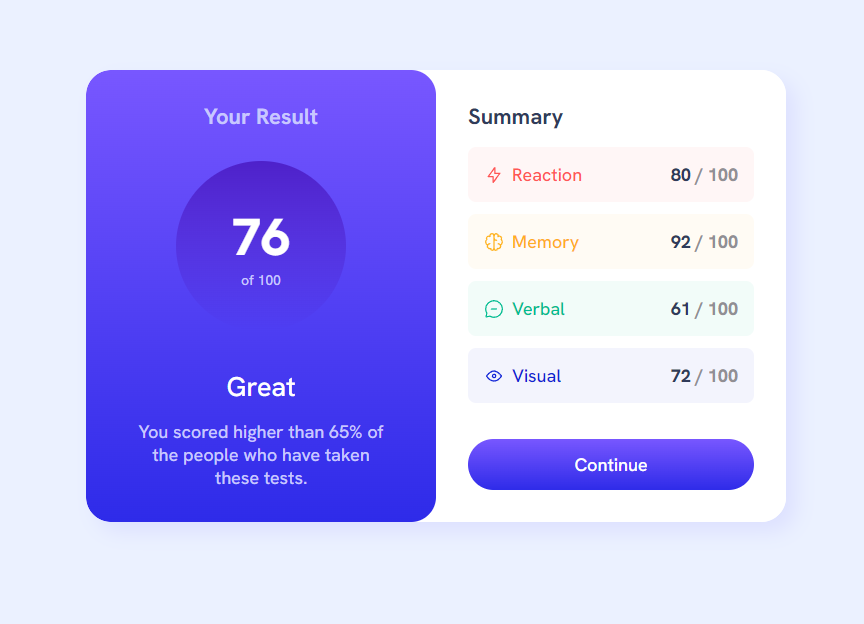 Your Result
76
of 100
Great
You scored higher than 65% of
the people who have taken
these tests.
Summary
Reaction 80 / 100
Memory 92 / 100
Verbal 61 / 100
Visual 72 / 100
Continue